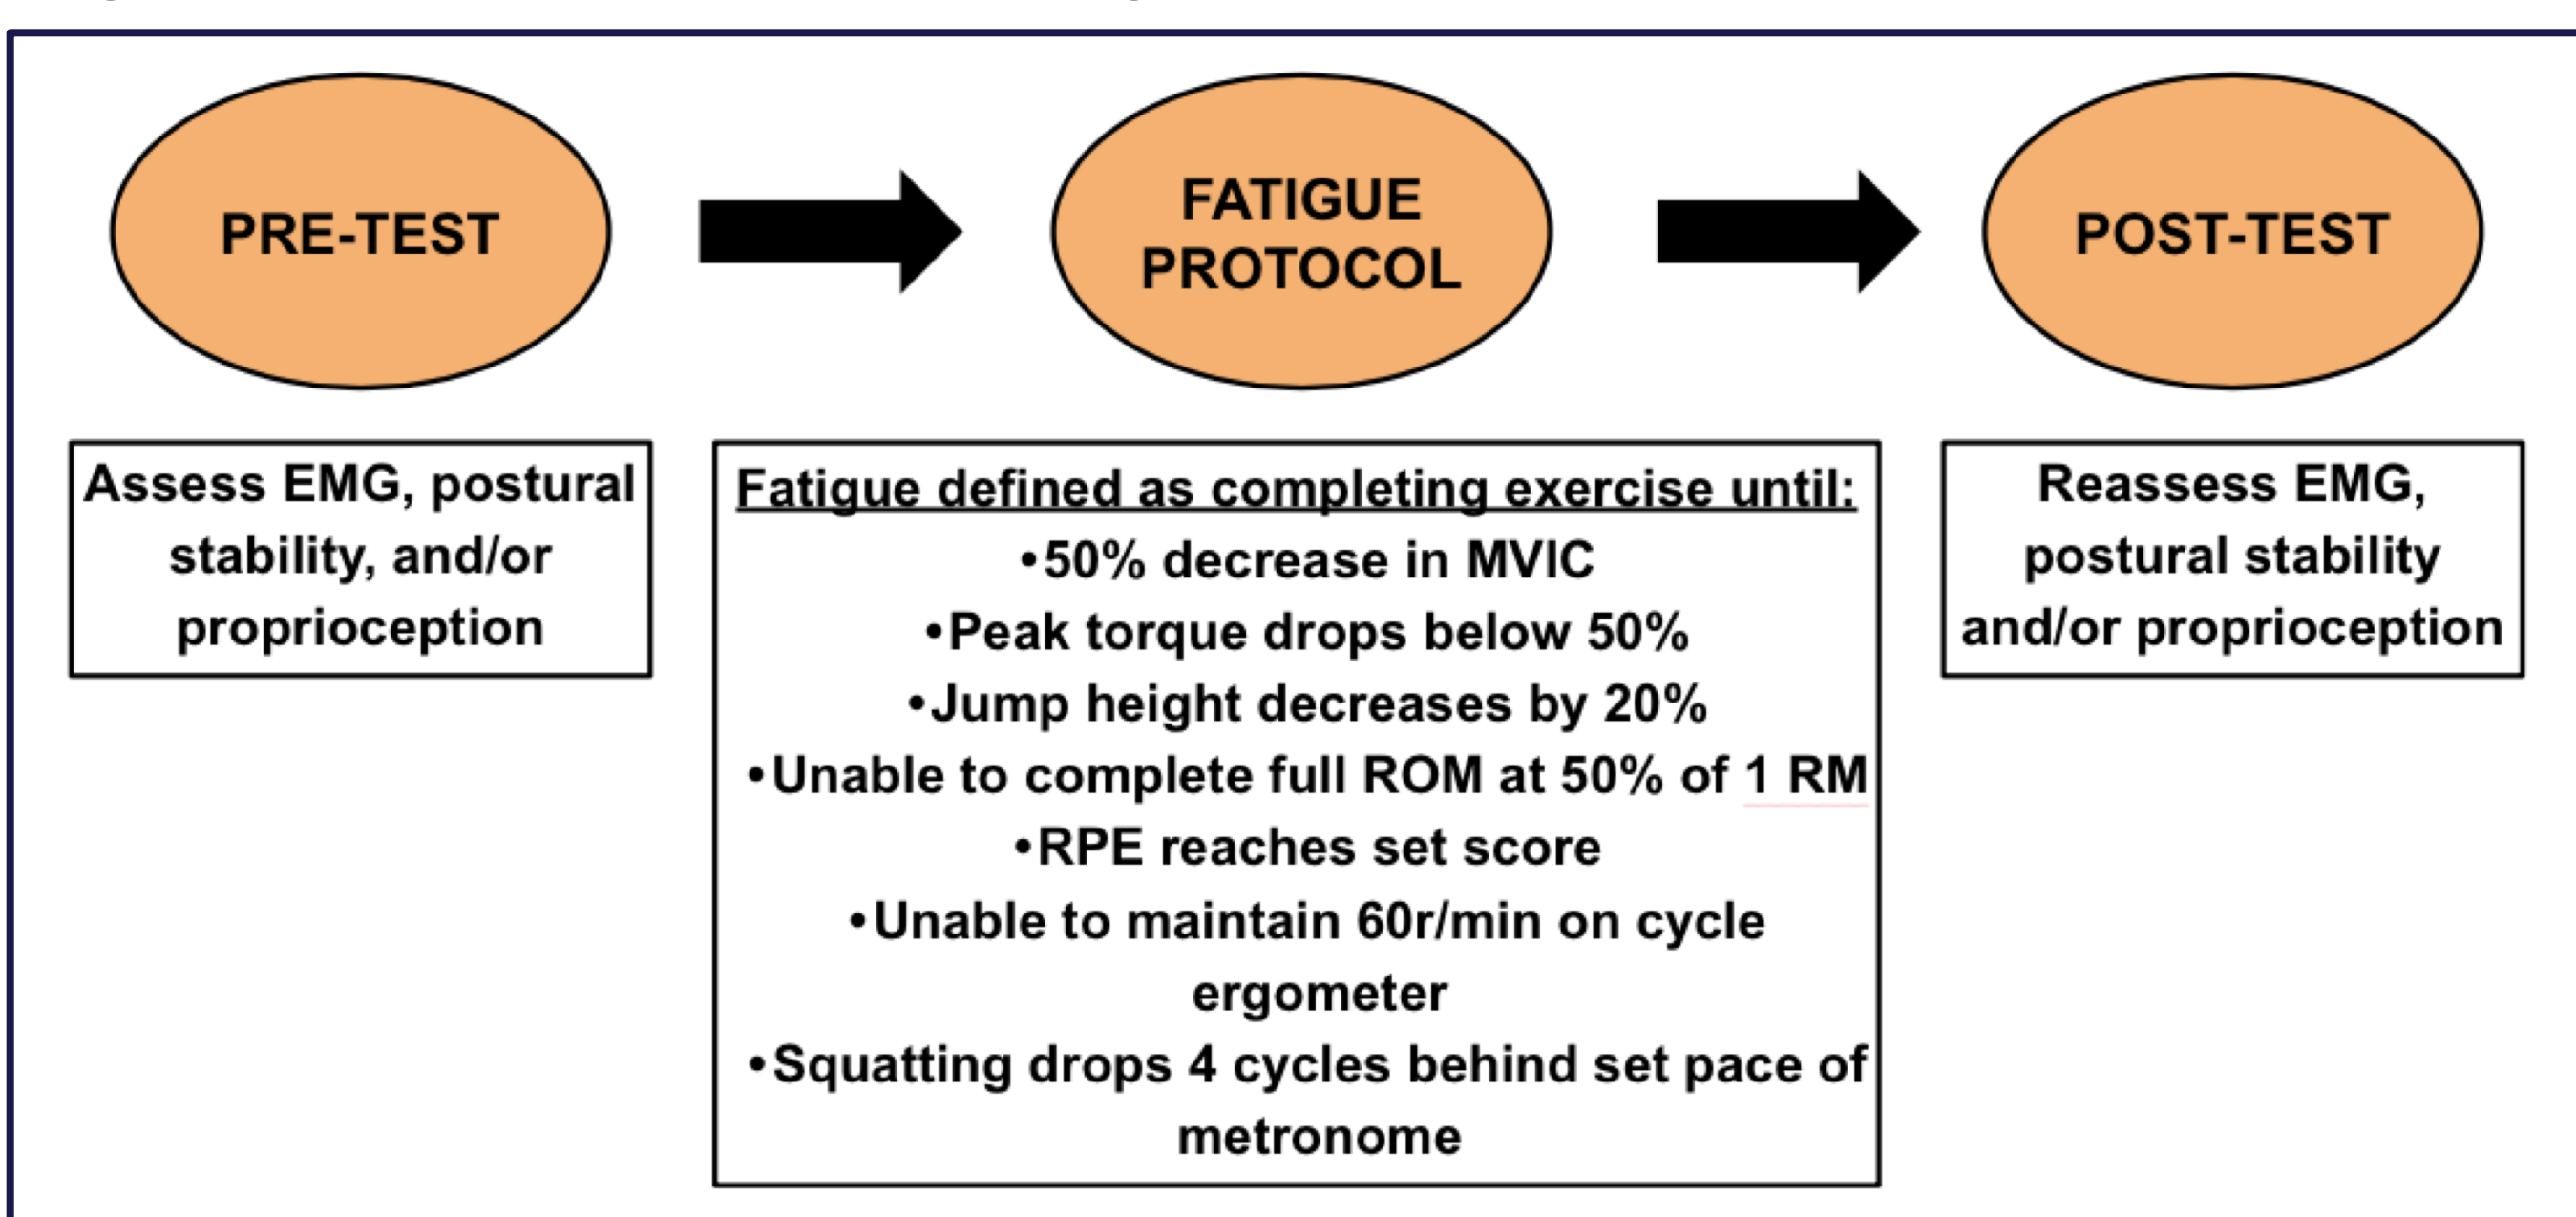 PRE-TEST
Assess EMG, postural
stability, and/or
proprioception
FATIGUE
PROTOCOL
Fatigue defined as completing exercise until:
•50% decrease in MVIC
•Peak torque drops below 50%
•Jump height decreases by 20%
•Unable to complete full ROM at 50% of 1 RM
•RPE reaches set score
•Unable to maintain 60r/min on cycle
ergometer
•Squatting drops 4 cycles behind set pace of
metronome
POST-TEST
Reassess EMG,
postural stability
and/or proprioception